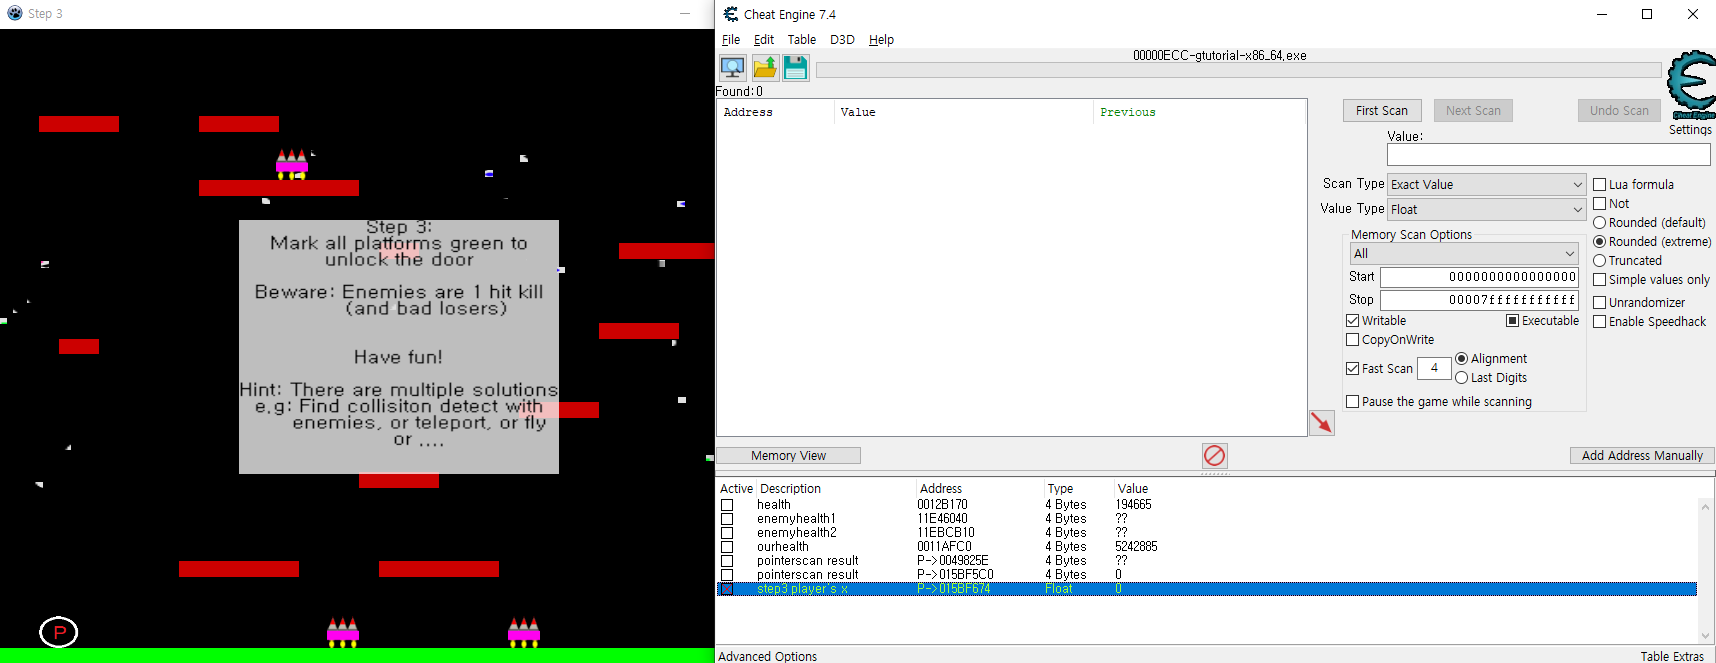 Step 3
Step 3:
Mark all platforms green to
unlock the door
Beware: Enemies are 1 hit kill
(and bad losers)
Have fun!
Hint: There are multiple solutions
e,g: Find collisiton detect with
enemies, or teleport, or fly
or ....
P
Cheat Engine 7.4
File Edit Table D3D Help
00000ECC-gtutorial-x86_64.exe
Found:0
Address Value Previous
First Scan Next Scan Undo Scan
Cheat Engine
Settings
Value:
Scan Type Exact Value
Value Type Float
Lua formula
Not
Rounded (default)
Rounded (extreme)
Truncated
Simple values only
Unrandomizer
Enable Speedhack
Memory Scan Options
All
Start 0000000000000000
Stop 00007fffffffffff
Writable Executable
CopyOnWrite
Fast Scan 4 Alignment
Last Digits
Pause the game while scanning
Memory View Add Address Manually
Active Description Address Type Value
health 0012B170 4 Bytes 194665
enemyhealth1 11E46040 4 Bytes ??
enemyhealth2 11EBCB10 4 Bytes ??
ourhealth 0011AFC0 4 Bytes 5242885
pointerscan result P->0049825E 4 Bytes ??
pointerscan result P->015BF5C0 4 Bytes 0
step3 player's x P->015BF674 Float 0
Advanced Options Table Extras